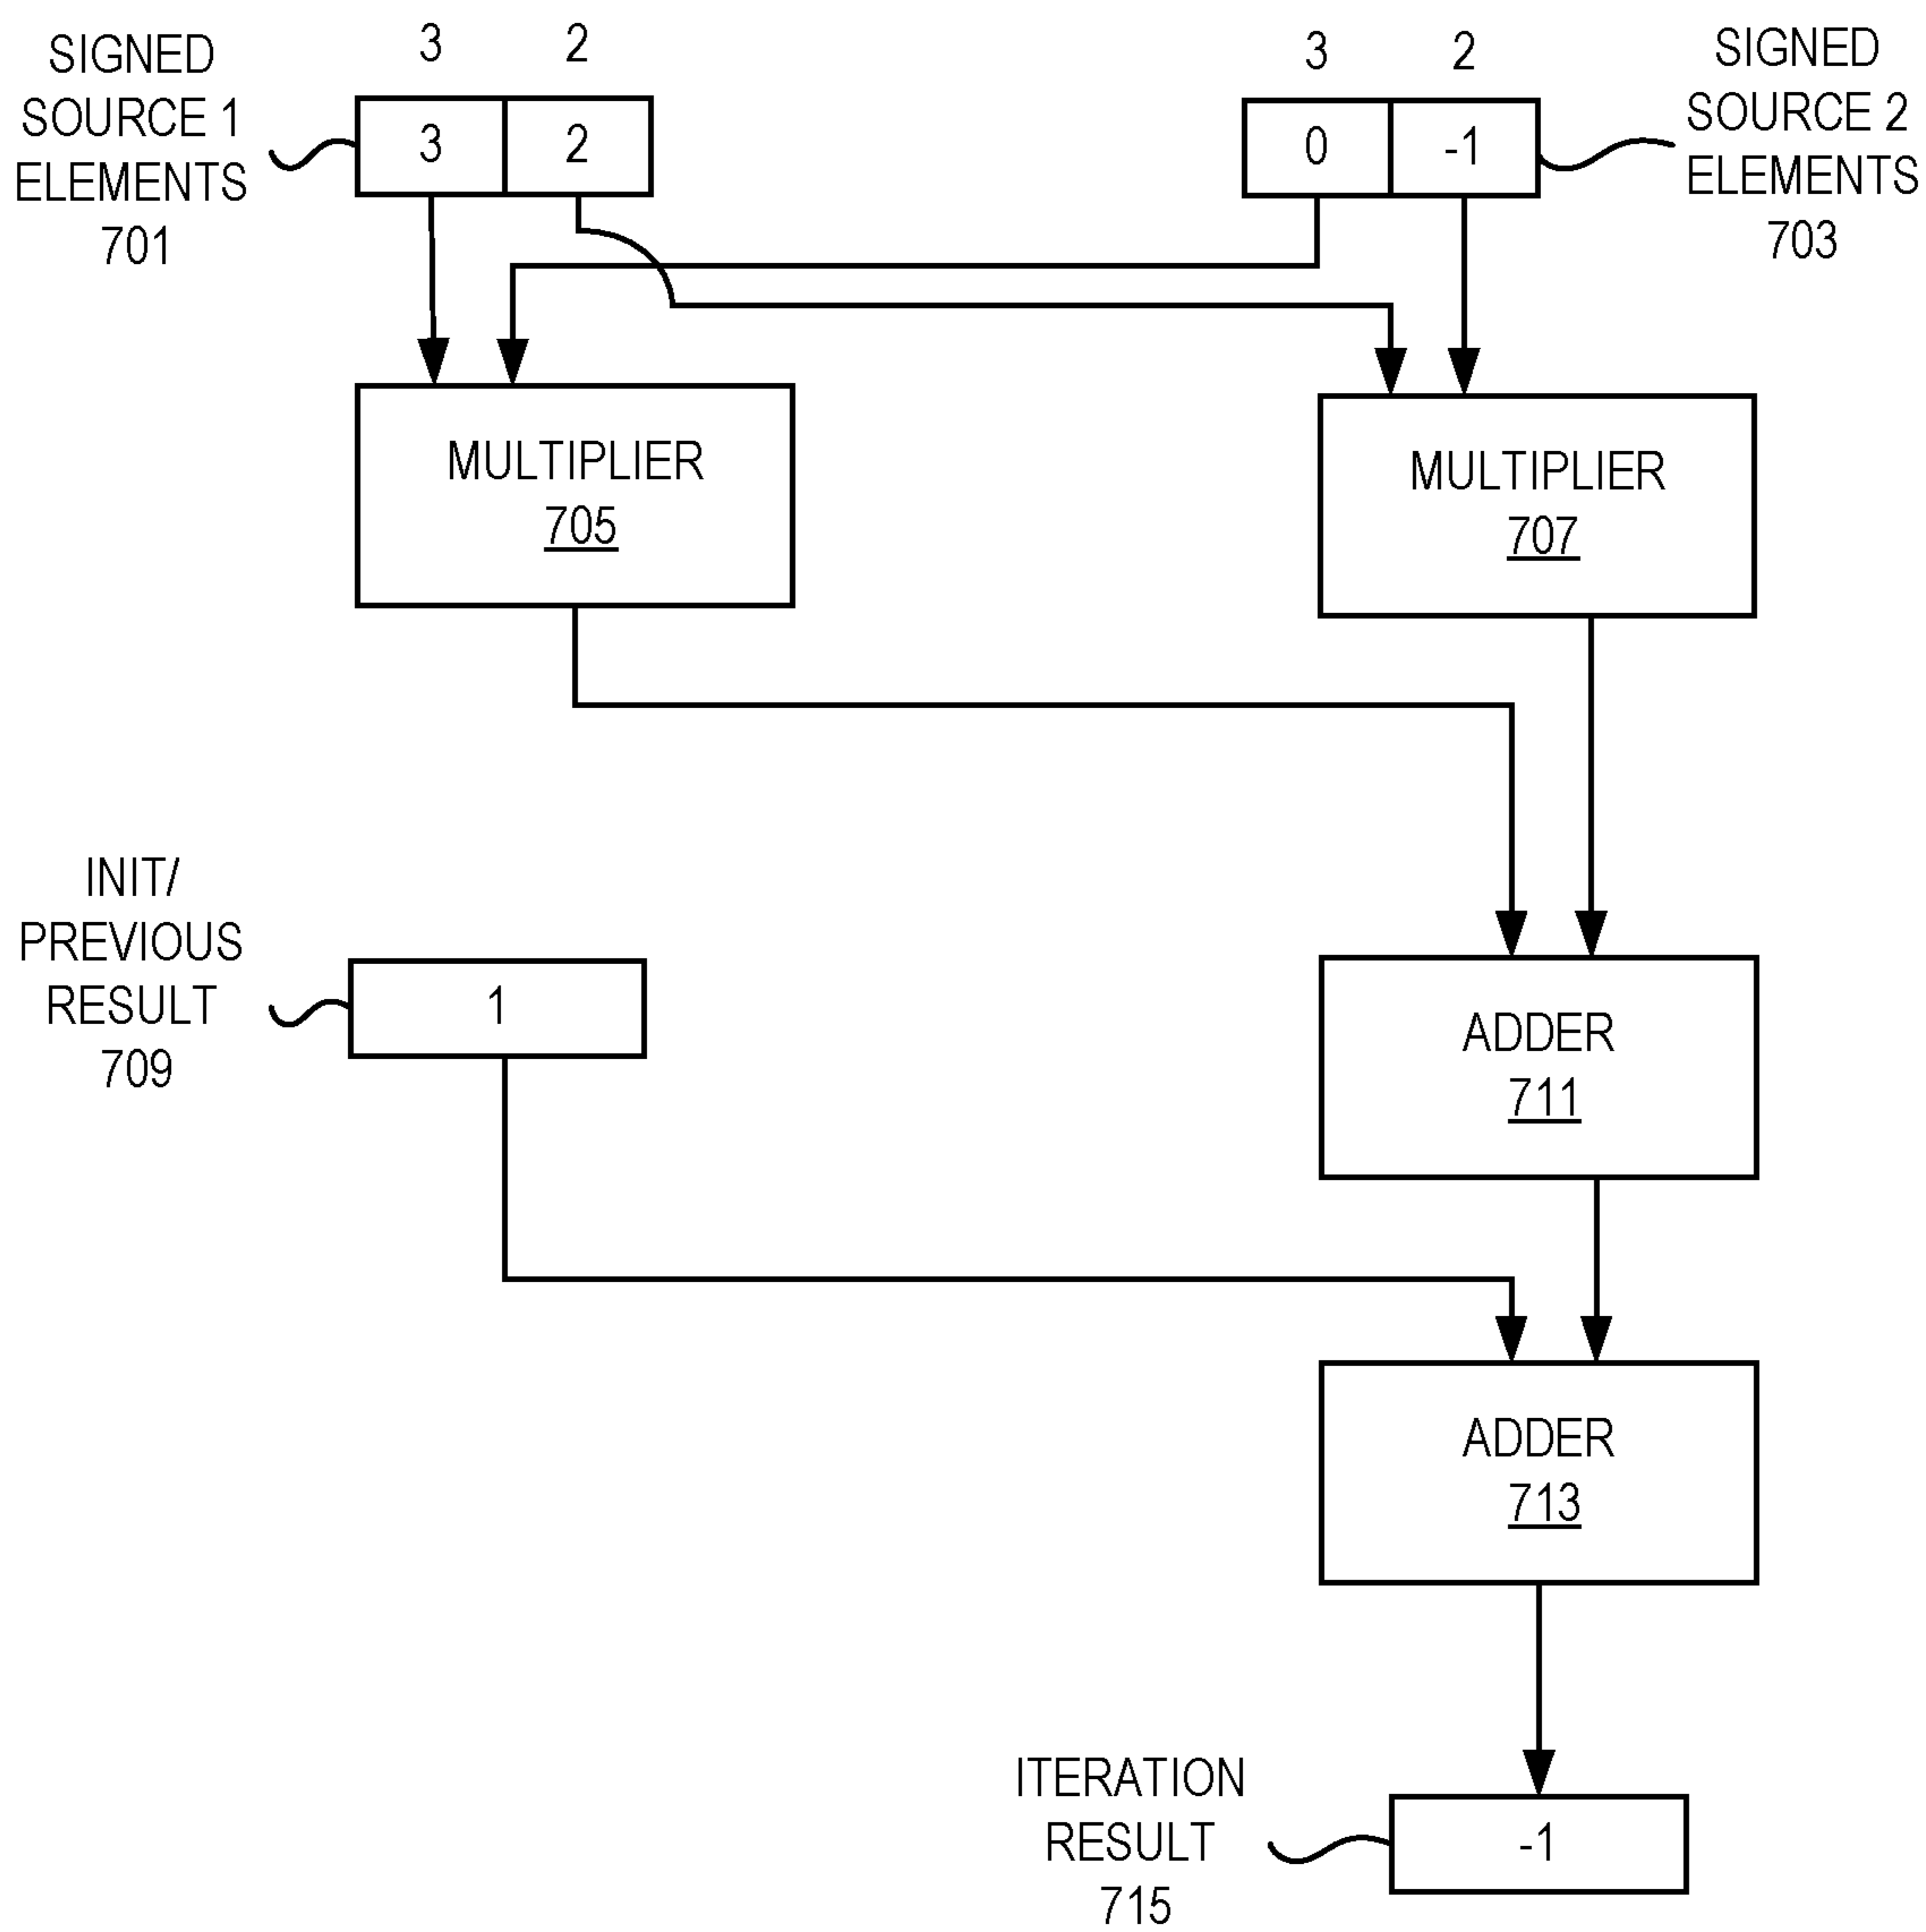 3 2
3 2
SIGNED
SOURCE 1
ELEMENTS
701
3 2
0 -1
SIGNED
SOURCE 2
ELEMENTS
703
MULTIPLIER
705
MULTIPLIER
707
INIT/
PREVIOUS
RESULT
709
1
ADDER
711
ADDER
713
ITERATION
RESULT
715
-1